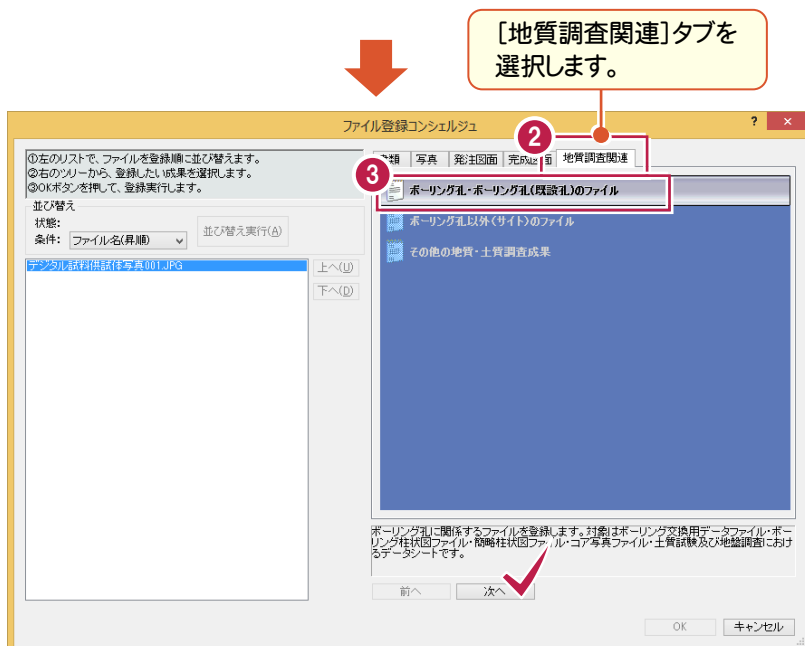 [地質調査関連]タブを
選択します。
ファイル登録コンシェルジュ
? ×
①左のリストで、ファイルを登録順に並び替えます。
②右のツリーから、登録したい成果を選択します。
③OKボタンを押して、登録実行します。
並び替え
状態:
条件: ファイル名(昇順)
並び替え実行(A)
デジタル試料供試体写真001.JPG
上へ(U)
下へ(D)
2
類 写真 発注図面 完成図面 地質調査関連
3
ボーリング孔・ボーリング孔(既設孔)のファイル
ボーリング孔以外(サイト)のファイル
その他の地質・土質調査成果
ボーリング孔に関係するファイルを登録します。対象はボーリング交換用データファイル・ボー
リング柱状図ファイル・簡略柱状図ファイル・コア写真ファイル・土質試験及び地盤調査におけ
るデータシートです。
前へ 次へ
OK キャンセル